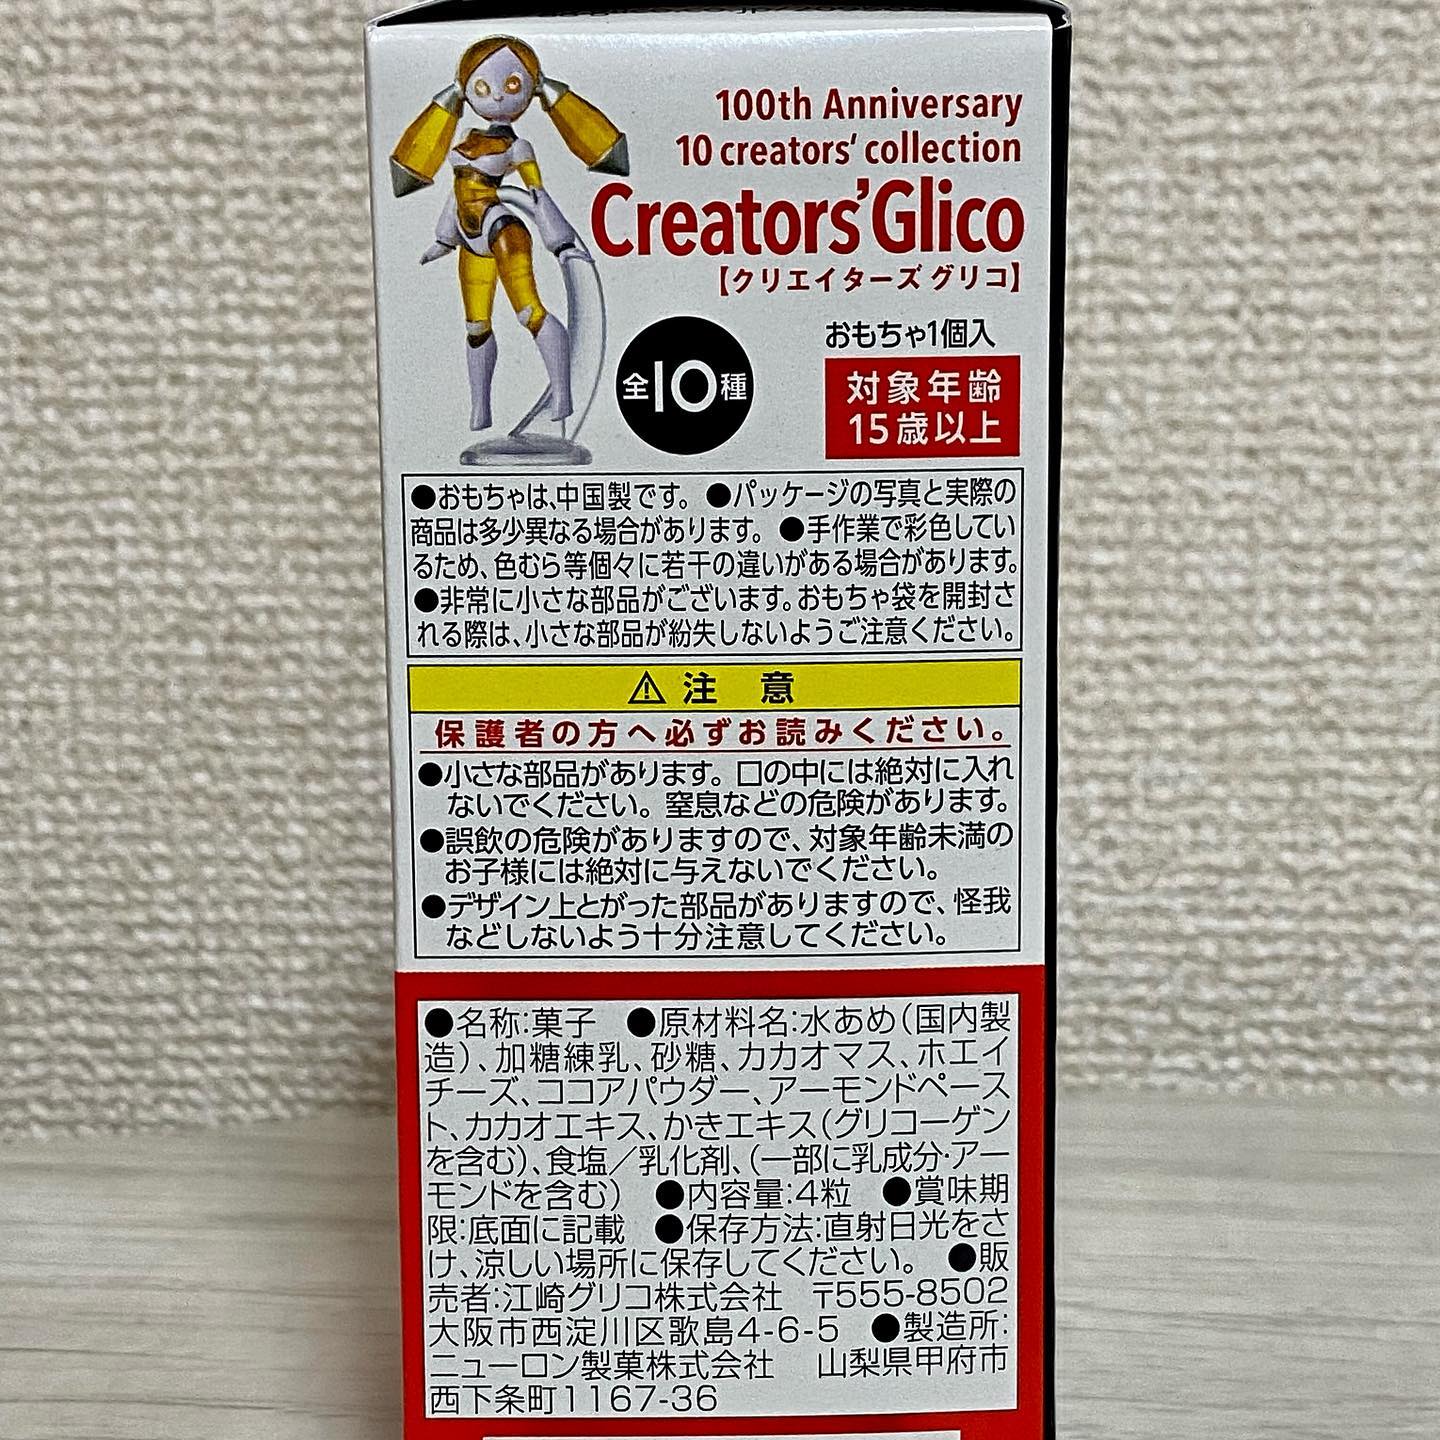 100th Anniversary
10 creators' collection
Creators'Glico
【クリエイターズ グリコ】
おもちゃ1個入
全10種
対象年齢
15歳以上
●おもちゃは、中国製です。 ●パッケージの写真と実際の
商品は多少異なる場合があります。 ●手作業で彩色してい
るため、色むら等個々に若干の違いがある場合があります。
●非常に小さな部品がございます。おもちゃ袋を開封さ
れる際は、小さな部品が紛失しないようご注意ください。
⚠ 注 意
保護者の方へ必ずお読みください。
●小さな部品があります。口の中には絶対に入れ
ないでください。窒息などの危険があります。
●誤飲の危険がありますので、対象年齢未満の
お子様には絶対に与えないでください。
●デザイン上とがった部品がありますので、怪我
などしないよう十分注意してください。
●名称:菓子 ●原材料名:水あめ(国内製
造)、加糖練乳、砂糖、カカオマス、ホエイ
チーズ、ココアパウダー、アーモンドペース
ト、カカオエキス、かきエキス(グリコーゲン
を含む)、食塩/乳化剤、(一部に乳成分・アー
モンドを含む) ●内容量:4粒 ●賞味期
限:底面に記載 ●保存方法:直射日光をさ
け、涼しい場所に保存してください。 ●販
売者:江崎グリコ株式会社 〒555-8502
大阪市西淀川区歌島4-6-5 ●製造所:
ニューロン製菓株式会社 山梨県甲府市
西下条町1167-36